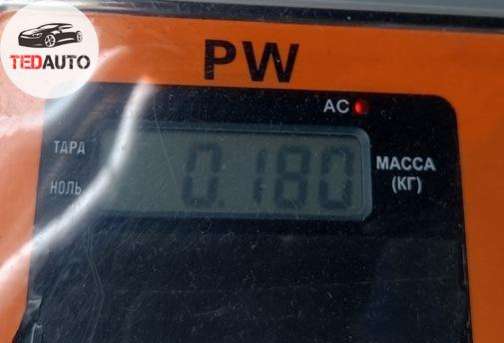 TEDAUTO
PW
AC
ТАРА
НОЛЬ
0.180
МАССА
(КГ)